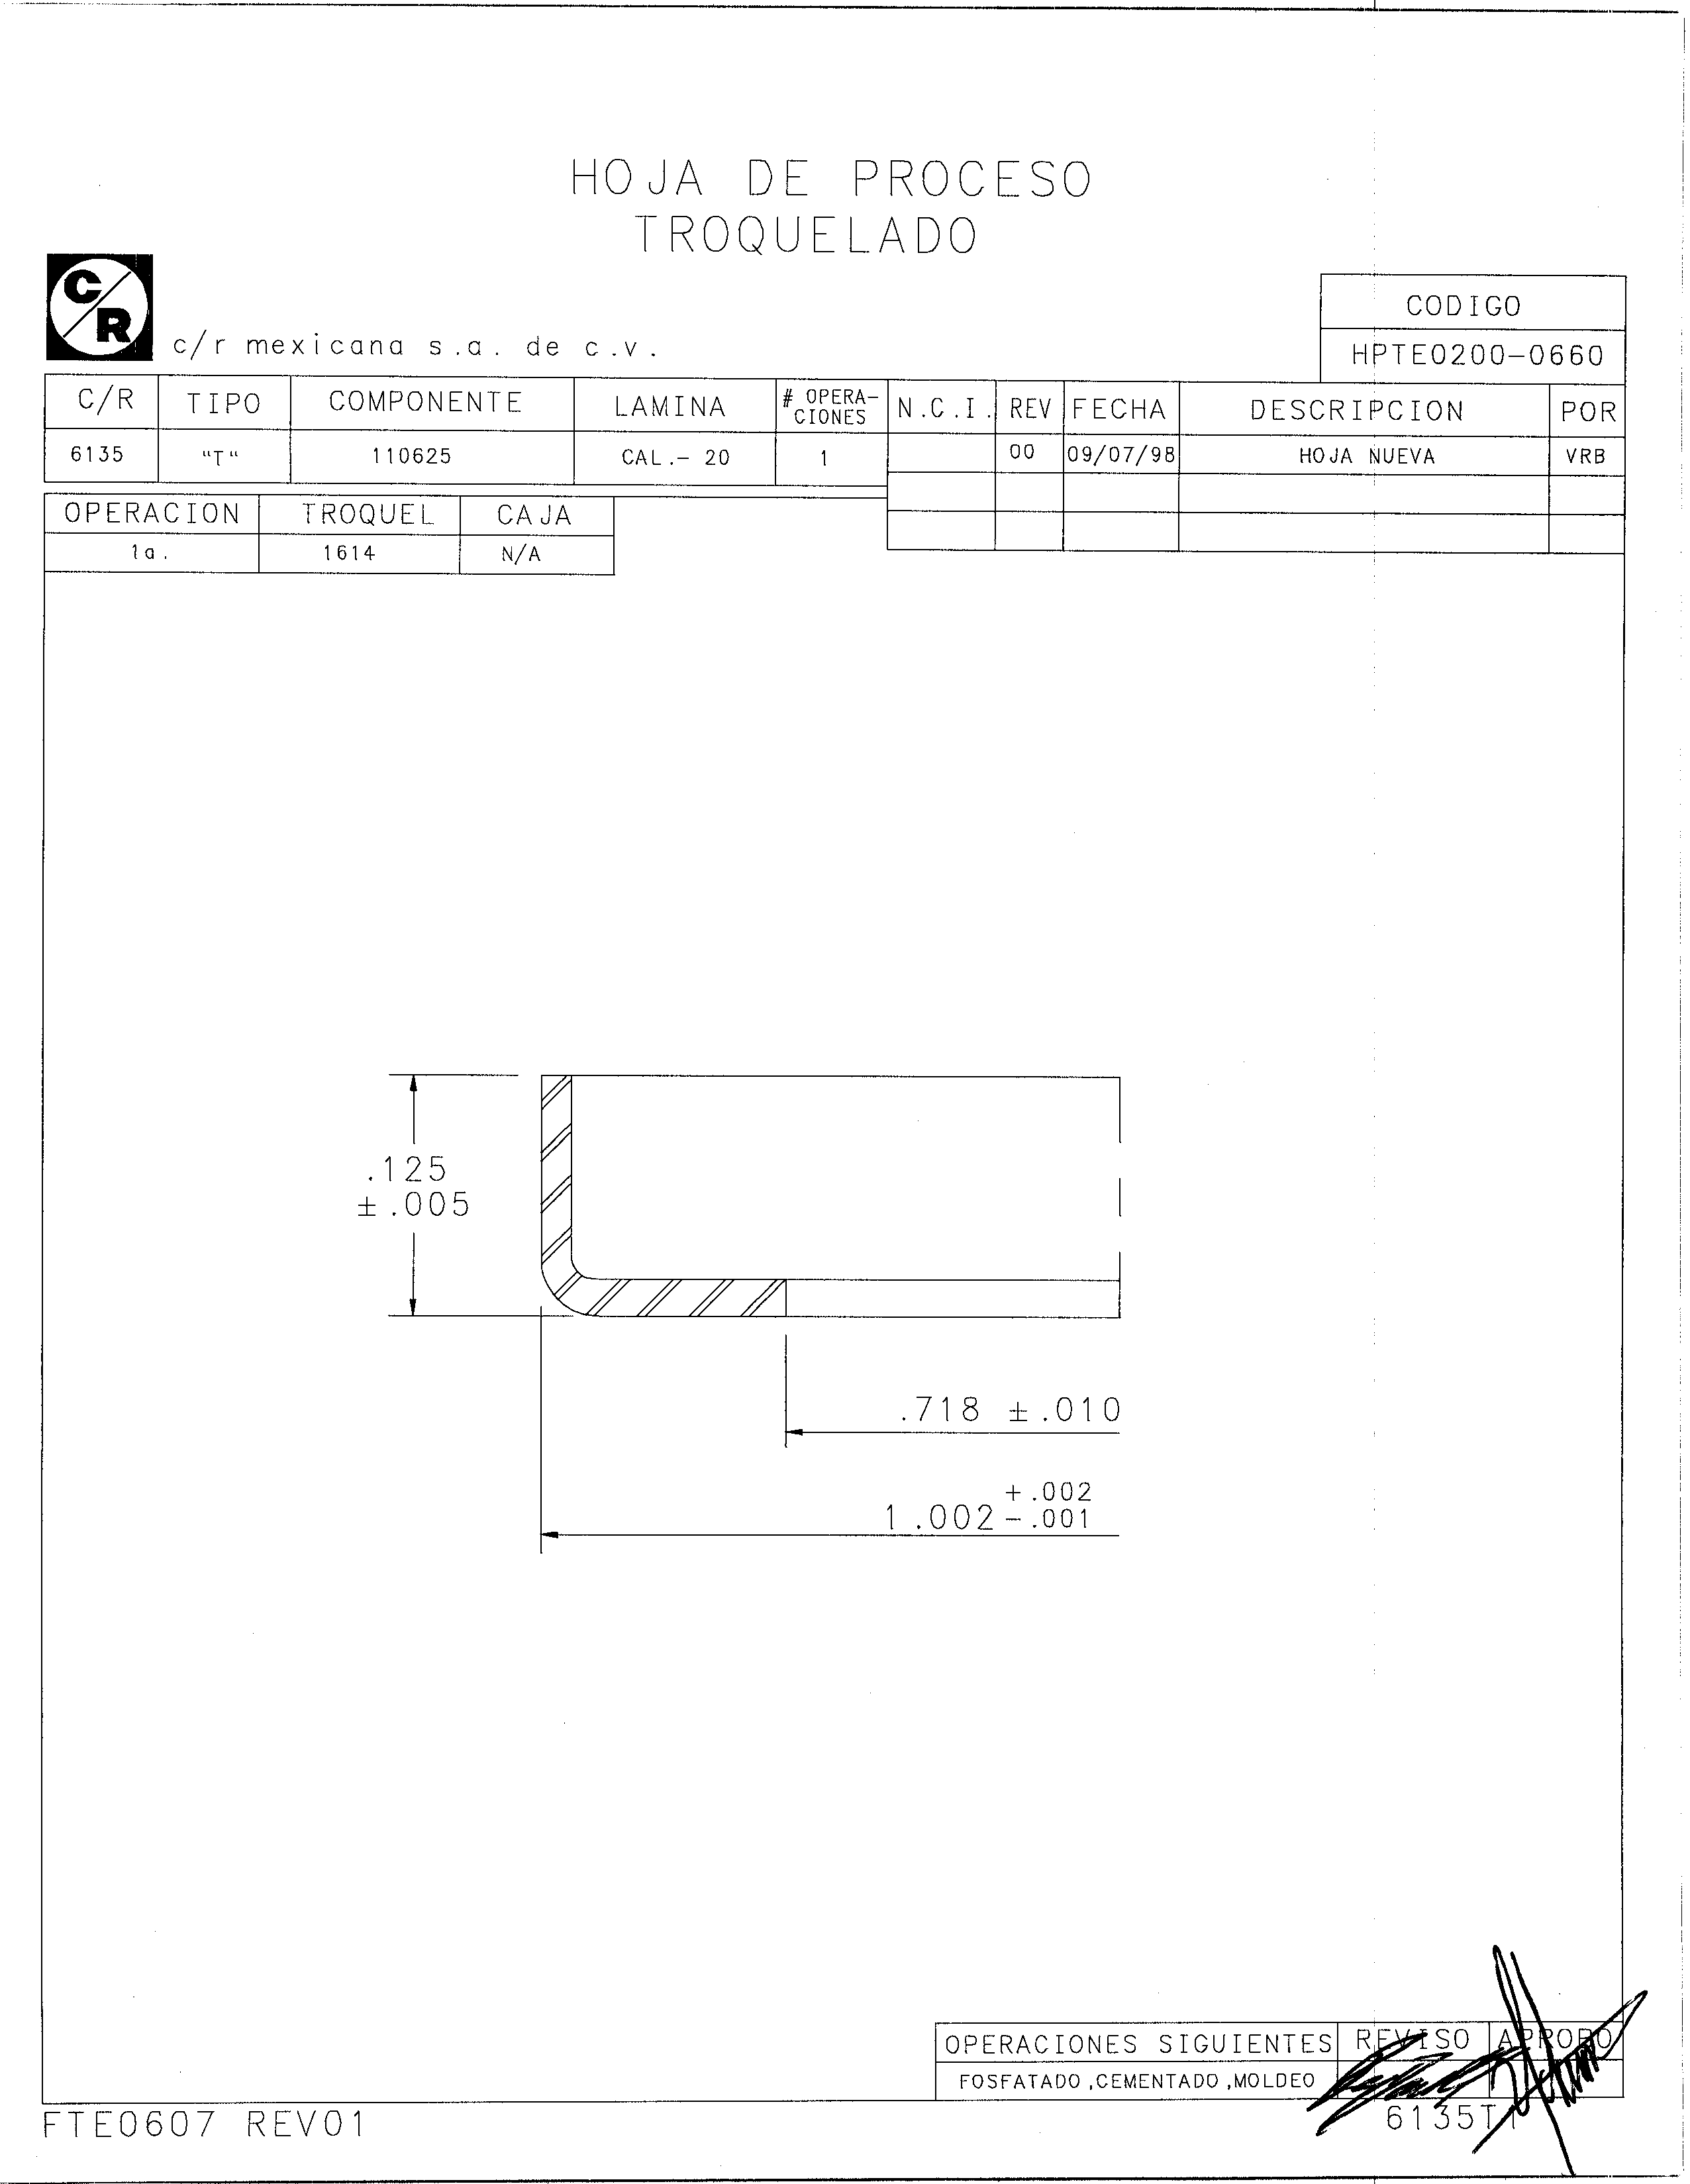 HOJA DE PROCESO
TROQUELADO
C/R
c/r mexicana s.a. de c.v.
CODIGO
HPTE0200-0660
C/R TIPO COMPONENTE LAMINA # OPERA-CIONES N.C.I. REV FECHA DESCRIPCION POR
6135 "T" 110625 CAL.- 20 1 00 09/07/98 HOJA NUEVA VRB
OPERACION TROQUEL CAJA
1a. 1614 N/A
.125
±.005
.718 ±.010
+.002
1.002 -.001
OPERACIONES SIGUIENTES REVISO APROBO
FOSFATADO,CEMENTADO,MOLDEO
FTE0607 REV01
6135T1